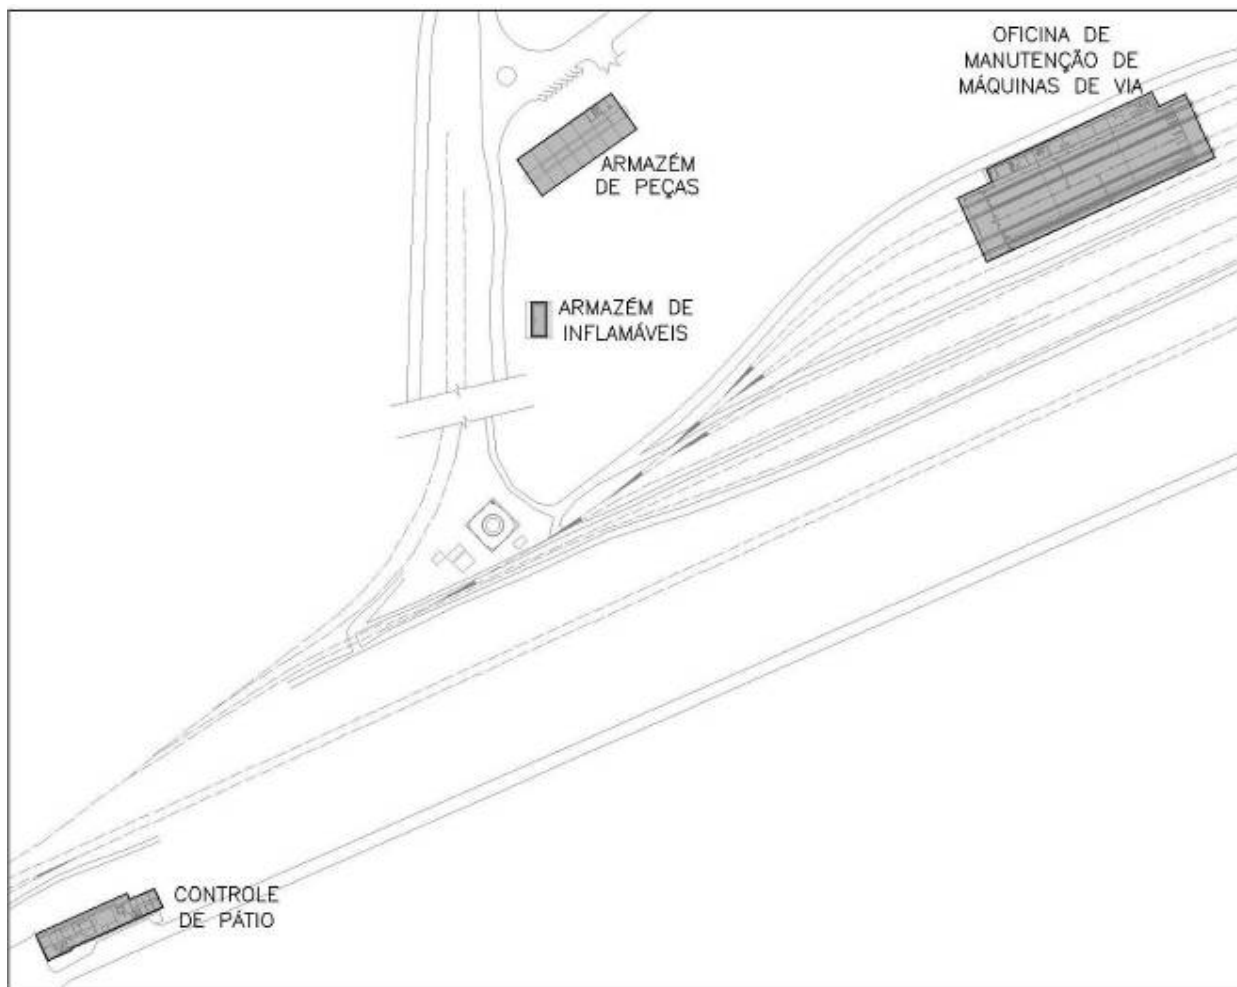 OFICINA DE
MANUTENÇÃO DE
MÁQUINAS DE VIA
ARMAZÉM
DE PEÇAS
ARMAZÉM DE
INFLAMÁVEIS
CONTROLE
DE PÁTIO